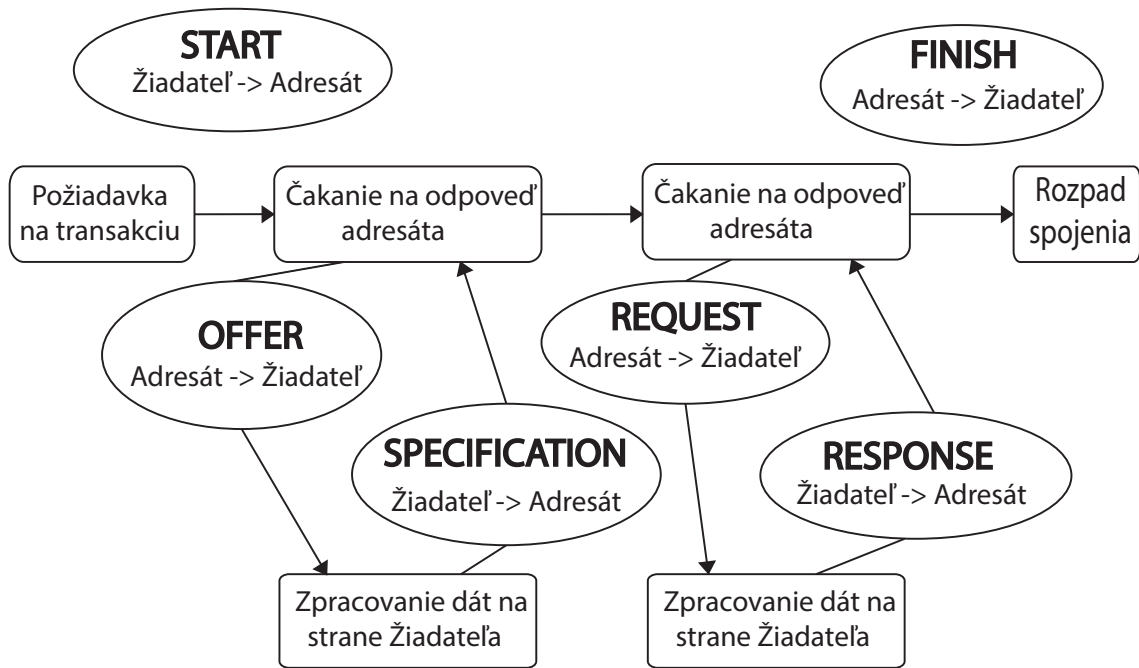 START
Žiadateľ -> Adresát
FINISH
Adresát -> Žiadateľ
Požiadavka
na transakciu
Čakanie na odpoveď
adresáta
Čakanie na odpoveď
adresáta
Rozpad
spojenia
OFFER
Adresát -> Žiadateľ
REQUEST
Adresát -> Žiadateľ
SPECIFICATION
Žiadateľ -> Adresát
RESPONSE
Žiadateľ -> Adresát
Zpracovanie dát na
strane Žiadateľa
Zpracovanie dát na
strane Žiadateľa